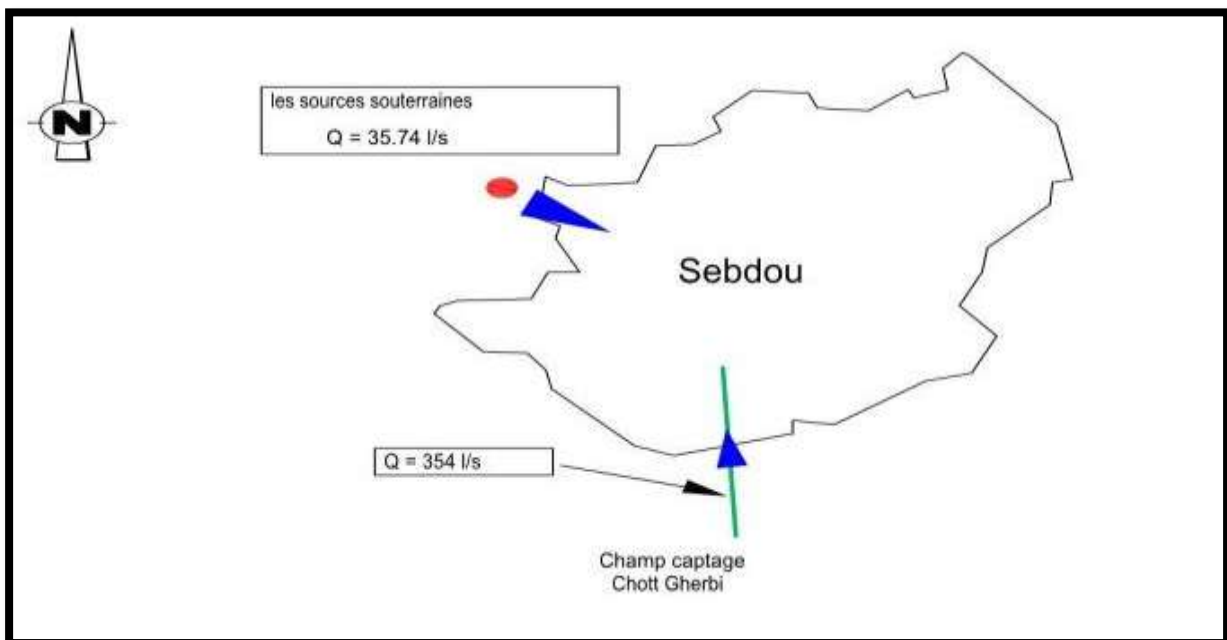 N
les sources souterraines
Q = 35.74 l/s
Sebdou
Q = 354 l/s
Champ captage
Chott Gherbi